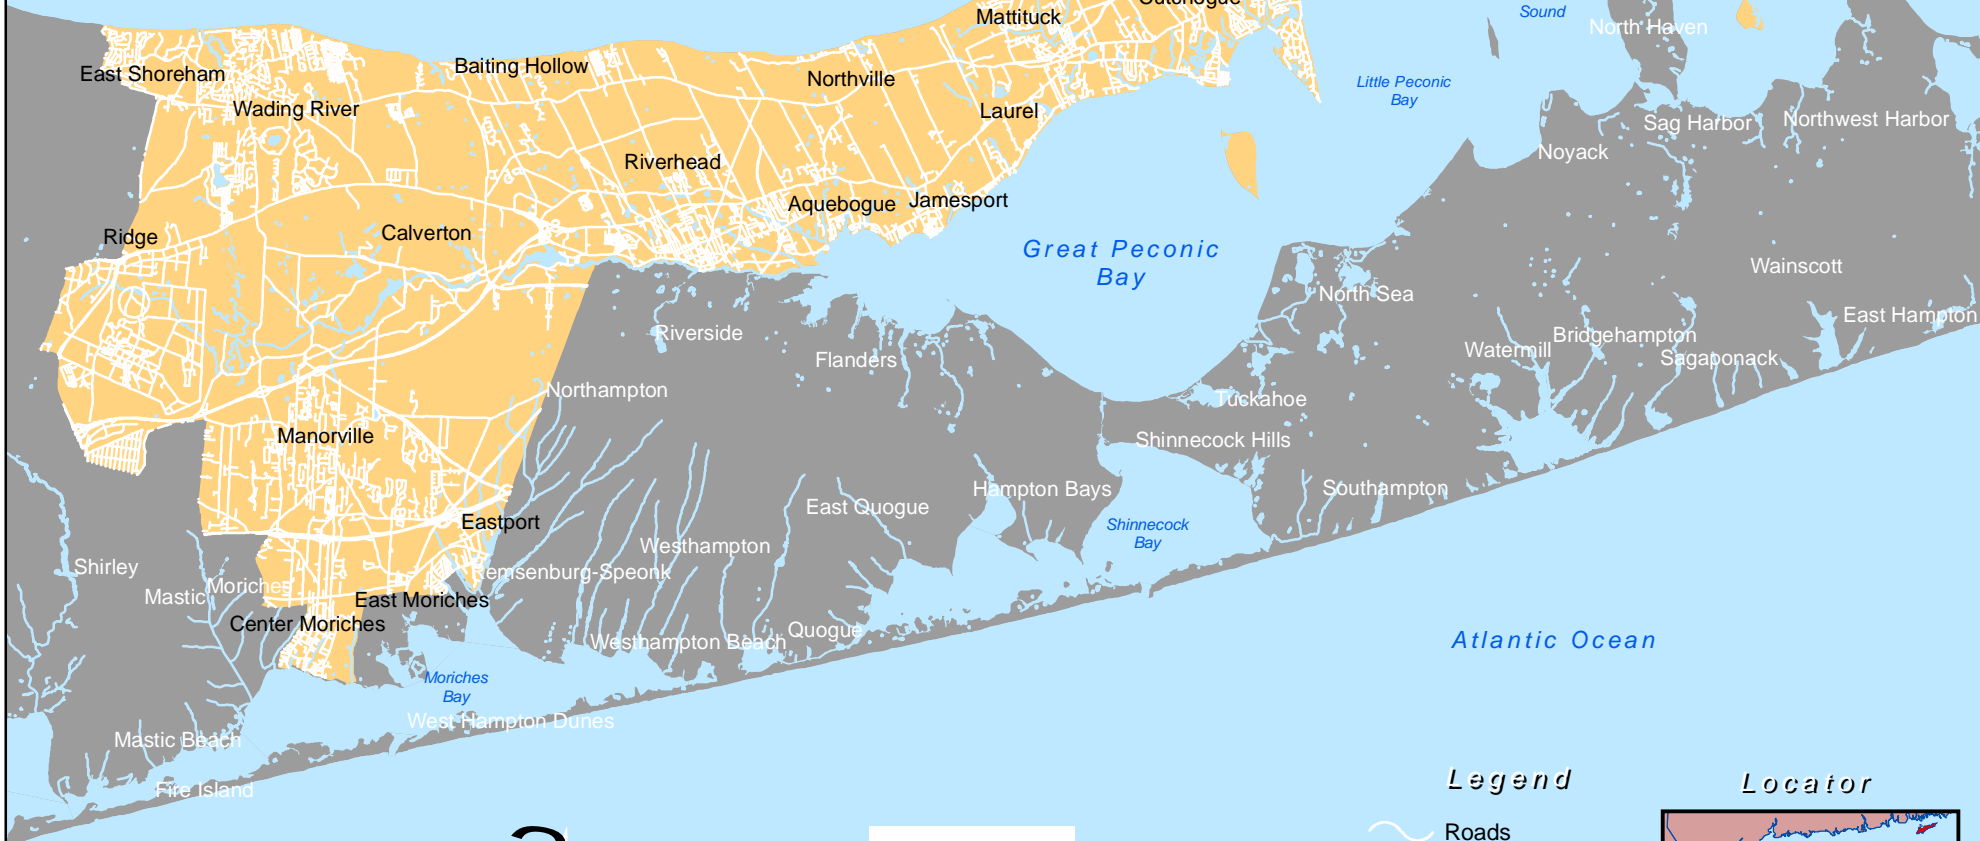 Cutchogue
Sound
Mattituck
North Haven
Baiting Hollow
East Shoreham
Northville
Little Peconic
Bay
Wading River
Laurel
Sag Harbor
Northwest Harbor
Noyack
Riverhead
Aquebogue
Jamesport
Calverton
Ridge
Great Peconic
Bay
Wainscott
North Sea
East Hampton
Riverside
Bridgehampton
Flanders
Watermill
Sagaponack
Northampton
Tuckahoe
Manorville
Shinnecock Hills
Hampton Bays
Southampton
East Quogue
Eastport
Shinnecock
Bay
Westhampton
Shirley
Remsenburg-Speonk
Moriches
Mastic
East Moriches
Center Moriches
Quogue
Westhampton Beach
Atlantic Ocean
Moriches
Bay
West Hampton Dunes
Mastic Beach
Fire Island
Legend
Locator
Roads